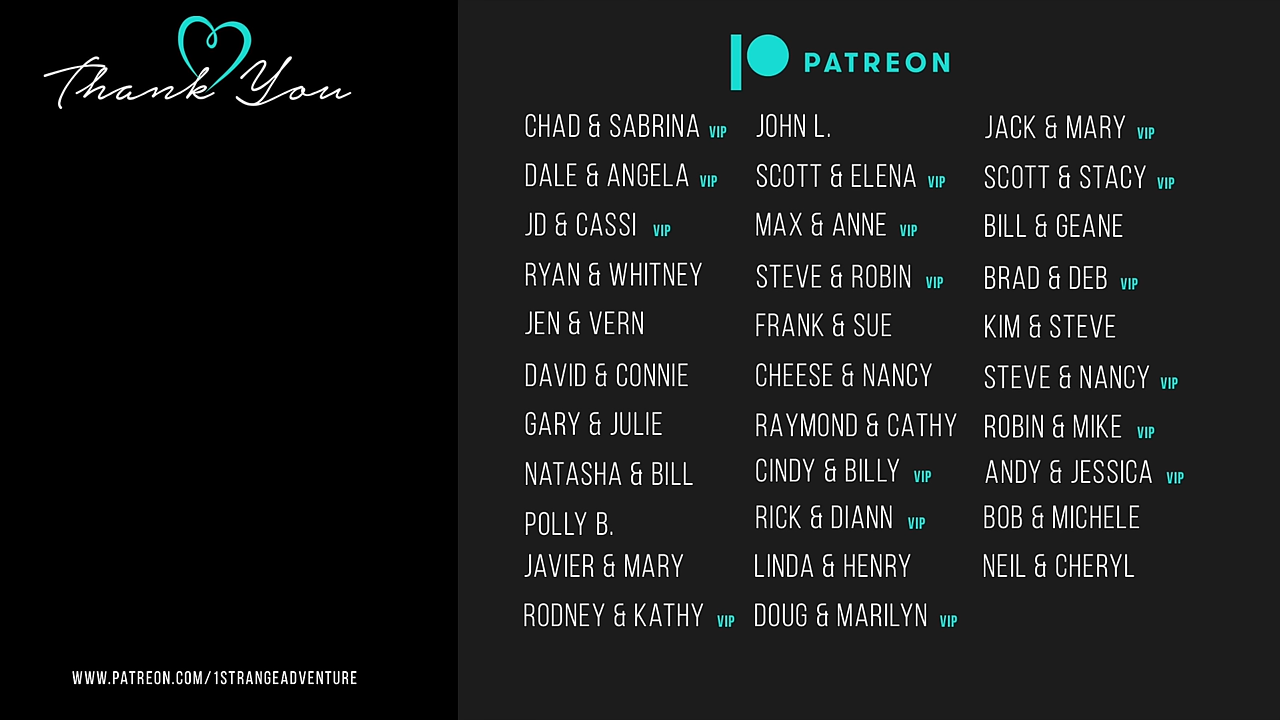 Thank You
PATREON
CHAD & SABRINA VIP
DALE & ANGELA VIP
JD & CASSI VIP
RYAN & WHITNEY
JEN & VERN
DAVID & CONNIE
GARY & JULIE
NATASHA & BILL
POLLY B.
JAVIER & MARY
RODNEY & KATHY VIP
JOHN L.
SCOTT & ELENA VIP
MAX & ANNE VIP
STEVE & ROBIN VIP
FRANK & SUE
CHEESE & NANCY
RAYMOND & CATHY
CINDY & BILLY VIP
RICK & DIANN VIP
LINDA & HENRY
DOUG & MARILYN VIP
JACK & MARY VIP
SCOTT & STACY VIP
BILL & GEANE
BRAD & DEB VIP
KIM & STEVE
STEVE & NANCY VIP
ROBIN & MIKE VIP
ANDY & JESSICA VIP
BOB & MICHELE
NEIL & CHERYL
WWW.PATREON.COM/1STRANGEADVENTURE